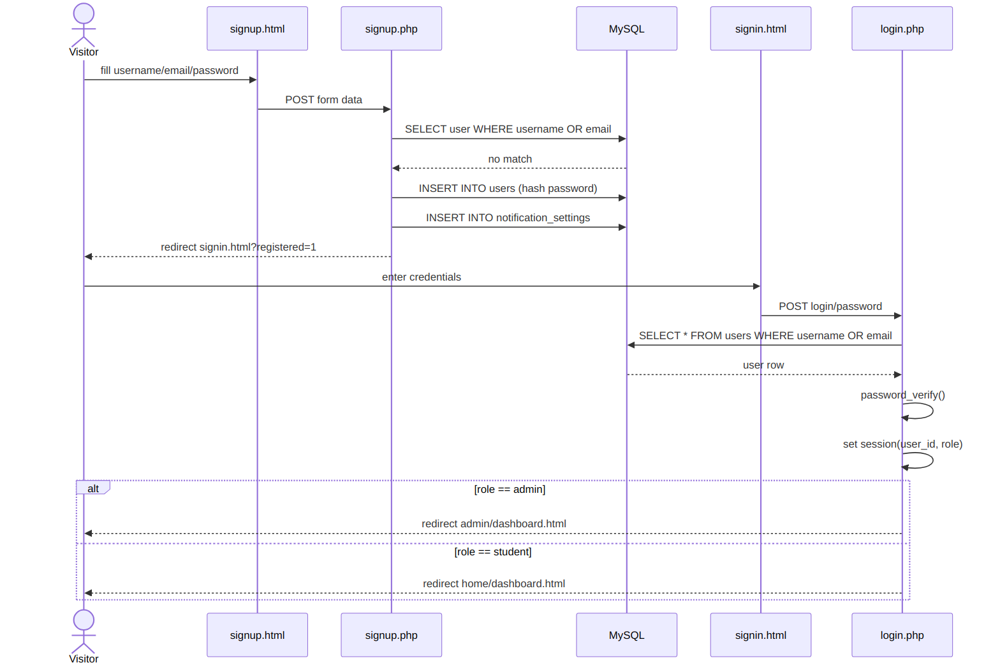 Visitor
signup.html
signup.php
MySQL
signin.html
login.php
fill username/email/password
POST form data
SELECT user WHERE username OR email
no match
INSERT INTO users (hash password)
INSERT INTO notification_settings
redirect signin.html?registered=1
enter credentials
POST login/password
SELECT * FROM users WHERE username OR email
user row
password_verify()
set session(user_id, role)
alt
[role == admin]
redirect admin/dashboard.html
[role == student]
redirect home/dashboard.html
Visitor
signup.html
signup.php
MySQL
signin.html
login.php